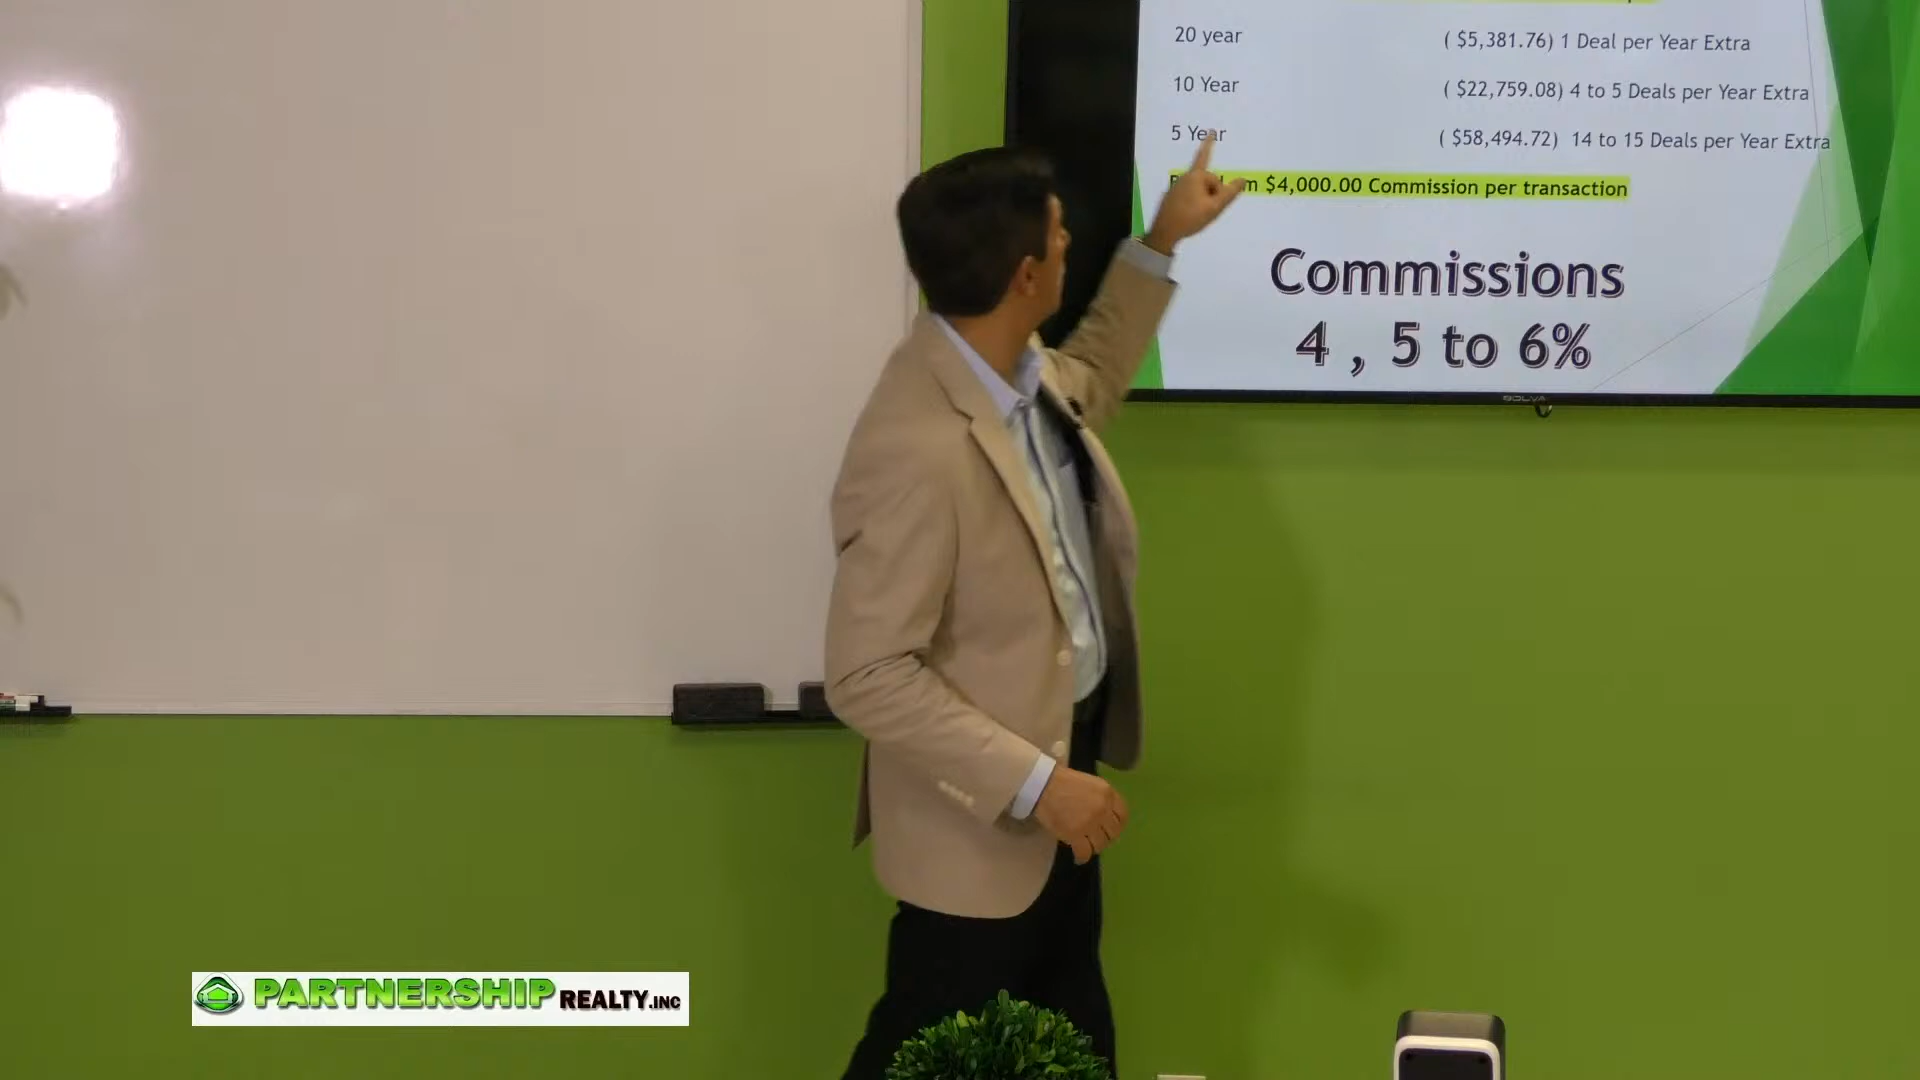 20 year ( $5,381.76) 1 Deal per Year Extra
10 Year ( $22,759.08) 4 to 5 Deals per Year Extra
5 Year ( $58,494.72) 14 to 15 Deals per Year Extra
$4,000.00 Commission per transaction
Commissions
4 , 5 to 6%
PARTNERSHIP REALTY.INC